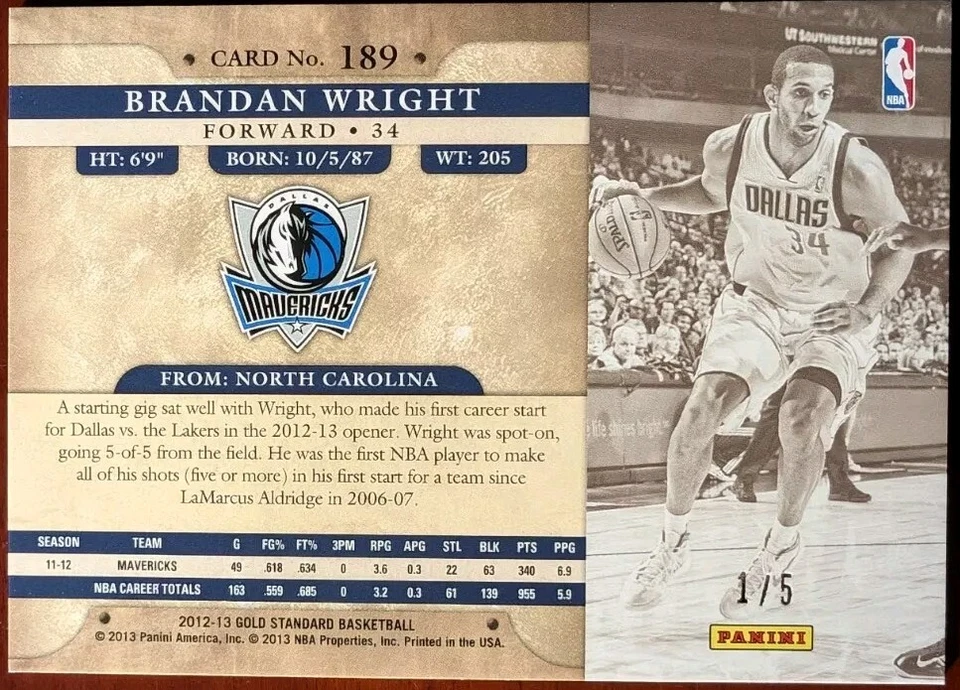 CARD No. 189
BRANDAN WRIGHT
FORWARD • 34
HT: 6'9" BORN: 10/5/87 WT: 205
DALLAS
MAVERICKS
FROM: NORTH CAROLINA
A starting gig sat well with Wright, who made his first career start
for Dallas vs. the Lakers in the 2012-13 opener. Wright was spot-on,
going 5-of-5 from the field. He was the first NBA player to make
all of his shots (five or more) in his first start for a team since
LaMarcus Aldridge in 2006-07.
SEASON TEAM G FG% FT% 3PM RPG APG STL BLK PTS PPG
11-12 MAVERICKS 49 .618 .634 0 3.6 0.3 22 63 340 6.9
NBA CAREER TOTALS 163 .559 .685 0 3.2 0.3 61 139 955 5.9
2012-13 GOLD STANDARD BASKETBALL
© 2013 Panini America, Inc. © 2013 NBA Properties, Inc. Printed in the USA.
UT SOUTHWESTERN
Medical Center
NBA
SPALDING
DALLAS
34
life shines bright.
1/5
PANINI